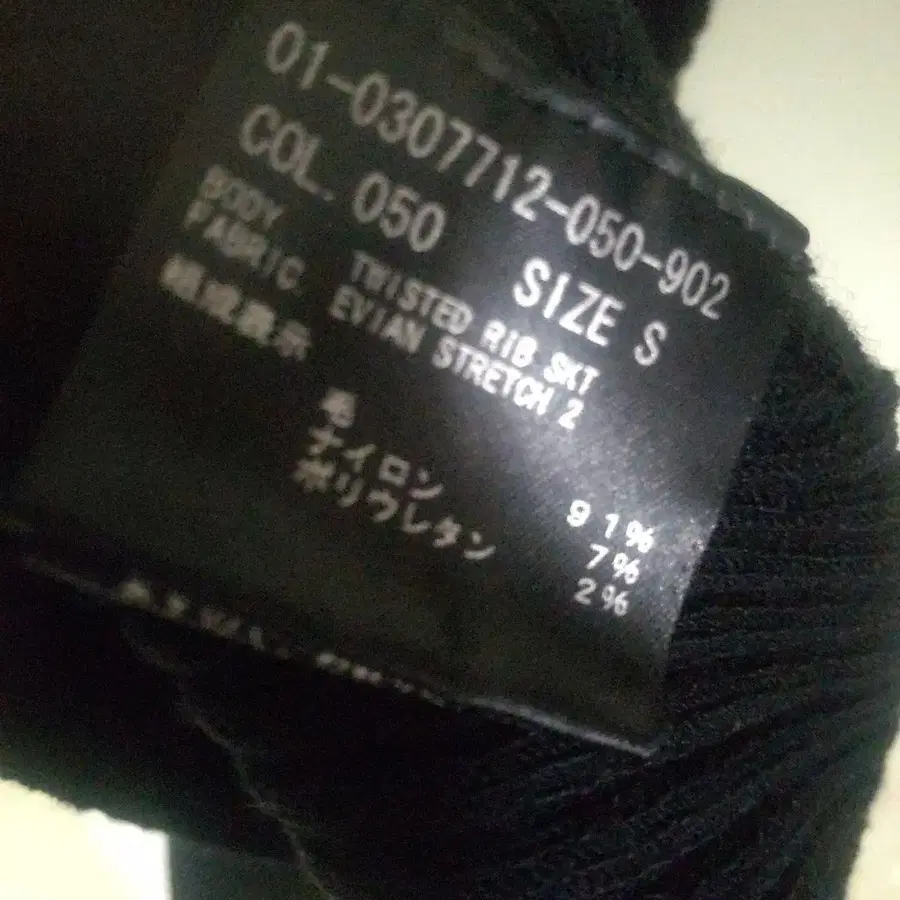 01-0307712-050-902
COL. 050 SIZE S
BODY TWISTED RIB SKT
FABRIC EVIAN STRETCH 2
組成表示
毛 91%
ナイロン 7%
ポリウレタン 2%